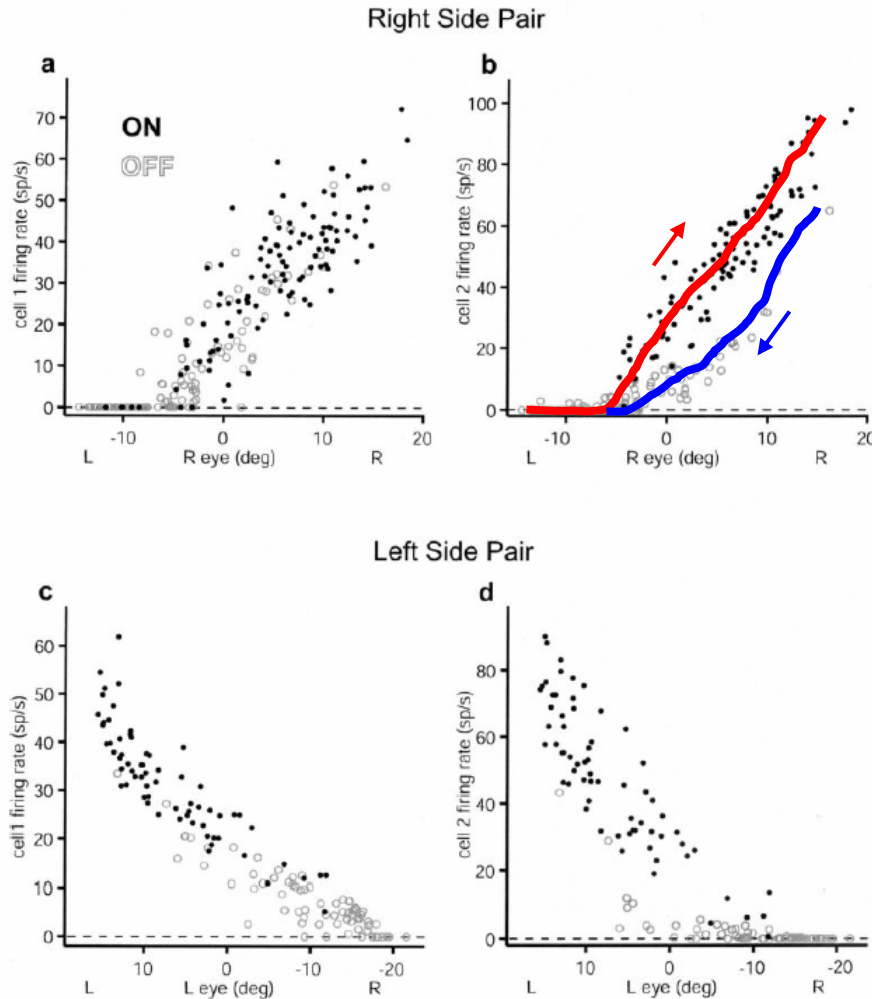 Right Side Pair
a
ON
OFF
cell 1 firing rate (sp/s)
70
60
50
40
30
20
10
0
-10 0 10 20
L R eye (deg) R
b
cell 2 firing rate (sp/s)
100
80
60
40
20
0
-10 0 10 20
L R eye (deg) R
Left Side Pair
c
cell1 firing rate (sp/s)
60
50
40
30
20
10
0
10 0 -10 -20
L L eye (deg) R
d
cell 2 firing rate (sp/s)
80
60
40
20
0
10 0 -10 -20
L L eye (deg) R